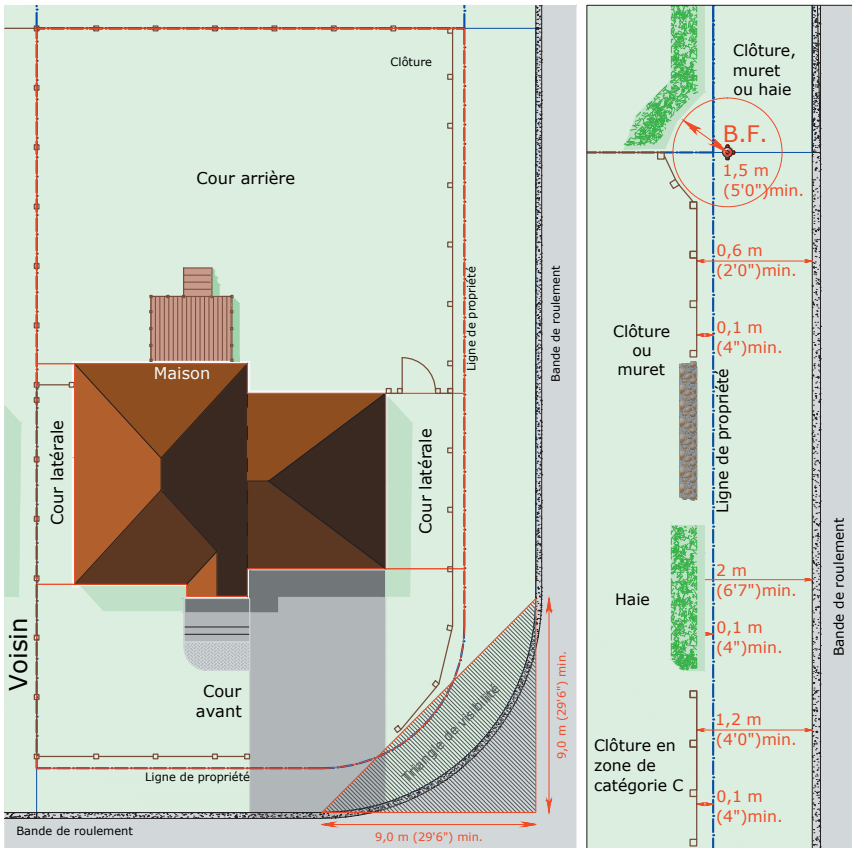 Clôture
Cour arrière
Ligne de propriété
Bande de roulement
Maison
Cour latérale
Cour latérale
Voisin
Cour
avant
Triangle de visibilité
9,0 m (29'6") min.
Ligne de propriété
Bande de roulement
9,0 m (29'6") min.
Clôture,
muret
ou haie
B.F.
1,5 m
(5'0")min.
0,6 m
(2'0")min.
0,1 m
(4")min.
Clôture
ou
muret
Ligne de propriété
Bande de roulement
2 m
(6'7")min.
Haie
0,1 m
(4")min.
1,2 m
(4'0")min.
Clôture en
zone de
catégorie C
0,1 m
(4")min.